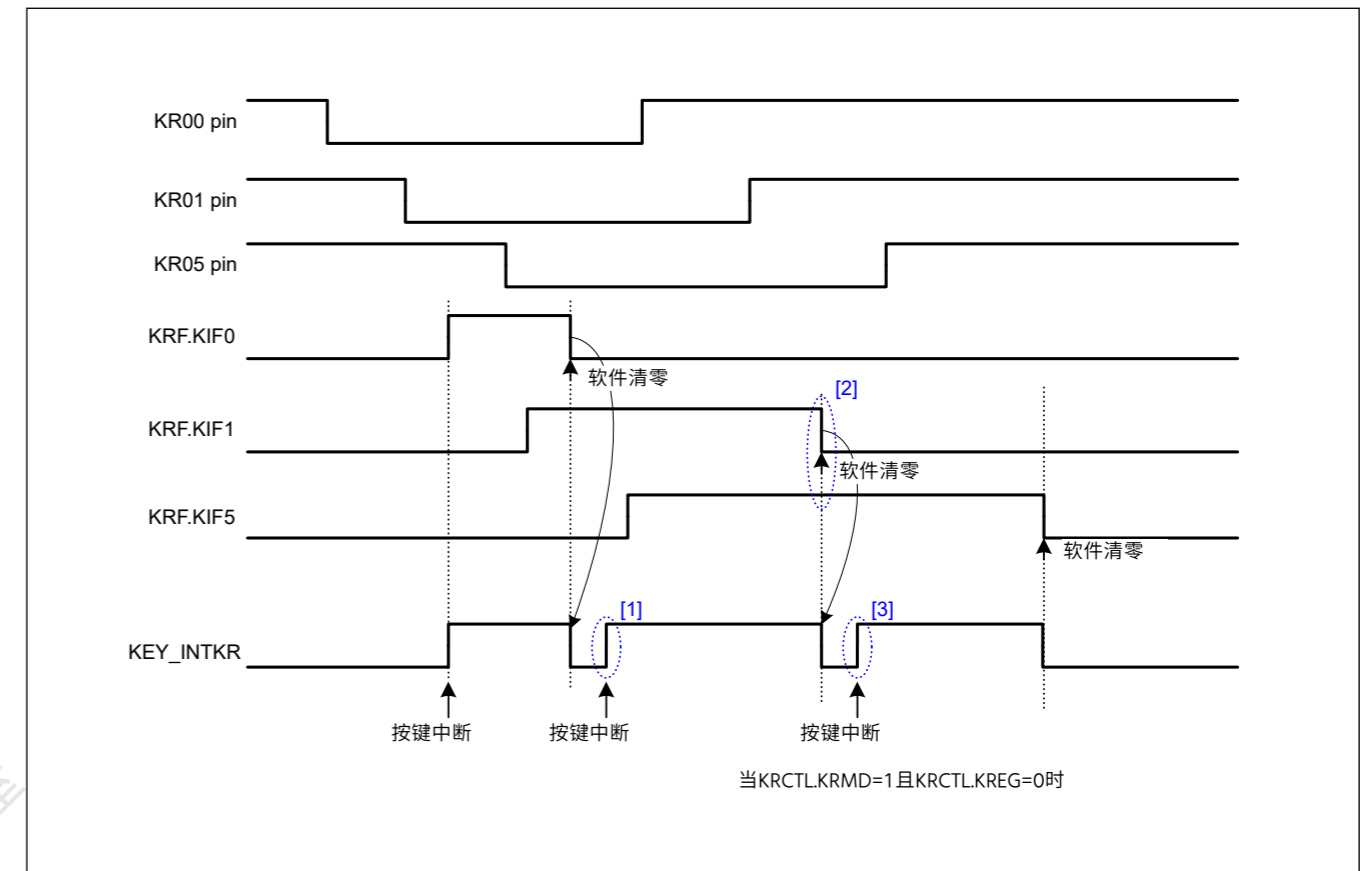 KR00 pin
KR01 pin
KR05 pin
KRF.KIF0
软件清零
[2]
KRF.KIF1
软件清零
KRF.KIF5
软件清零
[1]
[3]
KEY_INTKR
按键中断
按键中断
按键中断
当KRCTL.KRMD=1且KRCTL.KREG=0时